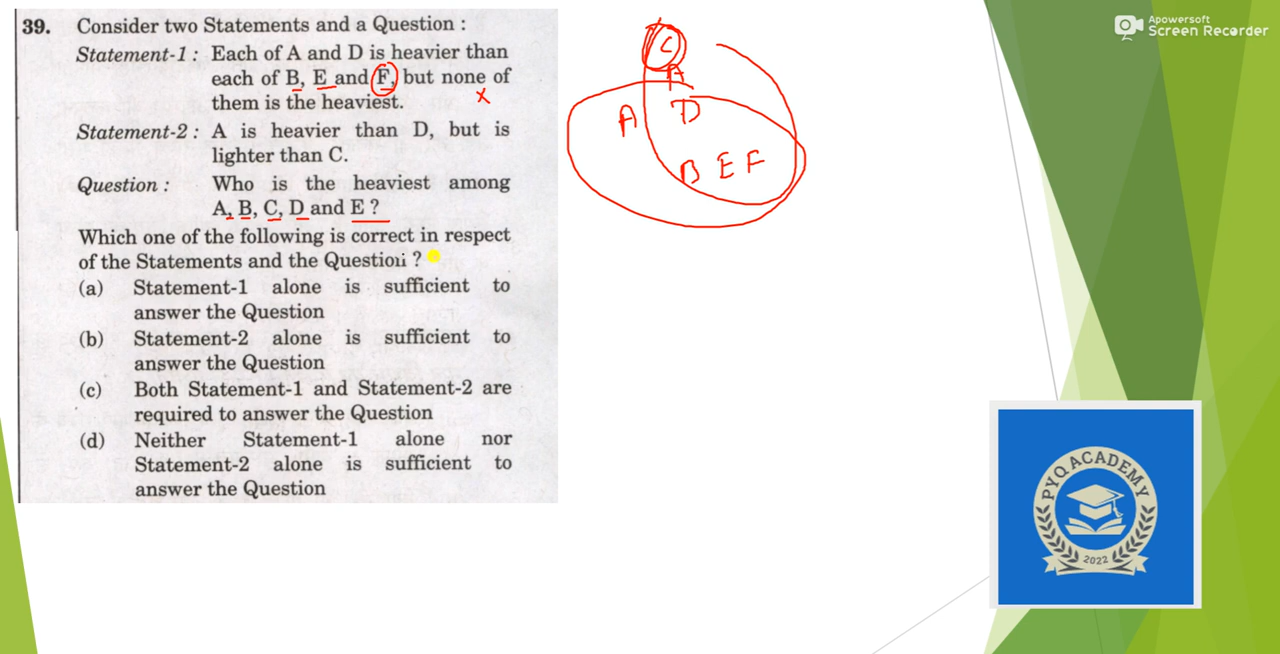 39. Consider two Statements and a Question :
Statement-1 : Each of A and D is heavier than
each of B, E and F, but none of
them is the heaviest.
Statement-2 : A is heavier than D, but is
lighter than C.
Question : Who is the heaviest among
A, B, C, D and E ?
Which one of the following is correct in respect
of the Statements and the Question ?
(a) Statement-1 alone is sufficient to
answer the Question
(b) Statement-2 alone is sufficient to
answer the Question
(c) Both Statement-1 and Statement-2 are
required to answer the Question
(d) Neither Statement-1 alone nor
Statement-2 alone is sufficient to
answer the Question
x
C
A
A D
B E F
Apowersoft
Screen Recorder
PYQ ACADEMY
2022